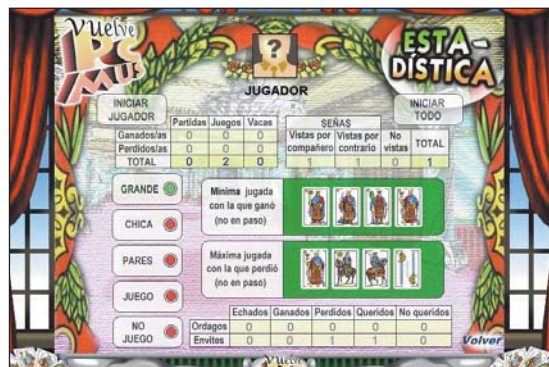 Vuelve
PC
MUS
ESTA-
DÍSTICA
?
JUGADOR
INICIAR
JUGADOR
INICIAR
TODO
Partidas Juegos Vacas
Ganados/as 0 0 0
Perdidos/as 0 0 0
TOTAL 0 2 0
SEÑAS
Vistas por compañero Vistas por contrario No vistas TOTAL
1 1 0 1
GRANDE
CHICA
PARES
JUEGO
NO
JUEGO
Mínima jugada
con la que ganó
(no en paso)
Máxima jugada
con la que perdió
(no en paso)
Echados Ganados Perdidos Queridos No queridos
Ordagos 0 0 0 0 0
Envites 0 0 1 1 0
Volver
Vuelve